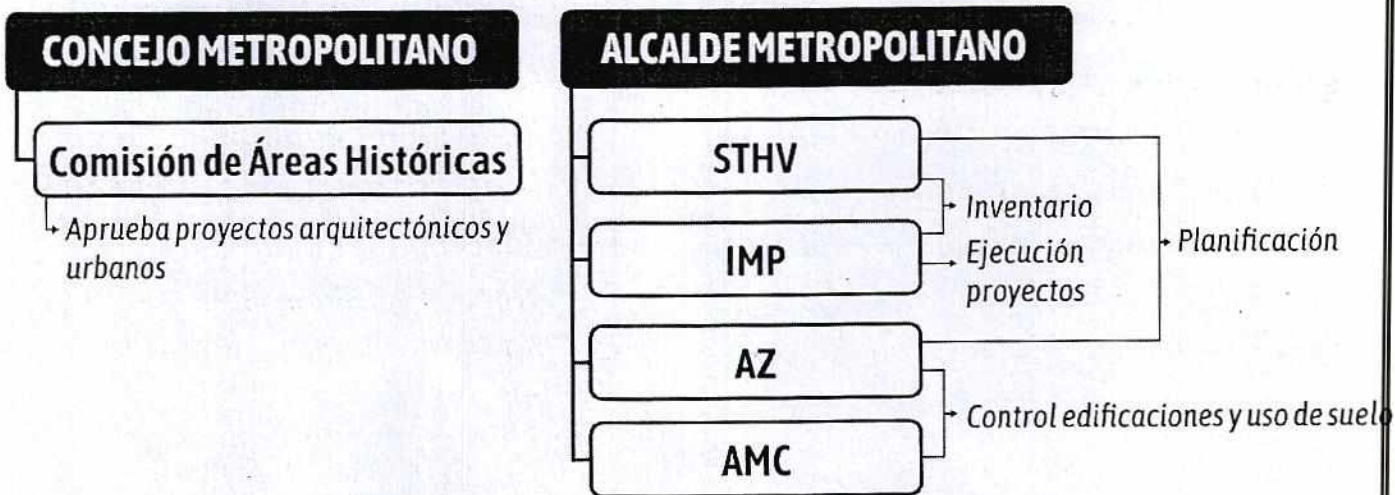 CONCEJO METROPOLITANO
Comisión de Áreas Históricas
Aprueba proyectos arquitectónicos y
urbanos
ALCALDE METROPOLITANO
STHV
IMP
AZ
AMC
Inventario
Ejecución
proyectos
Planificación
Control edificaciones y uso de suelo